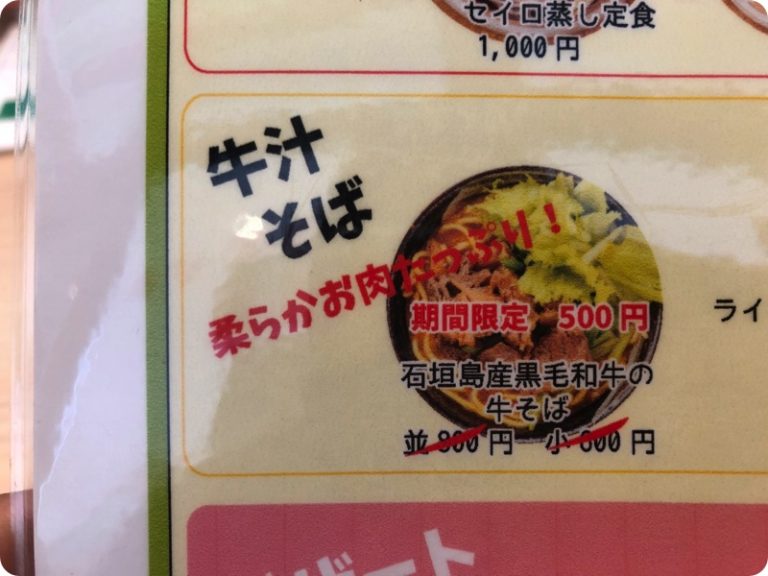 セイロ蒸し定食
1,000円
牛汁
そば
柔らかお肉たっぷり!
期間限定 500円
ライ
石垣島産黒毛和牛の
牛そば
並 800円 小 600円
ザート